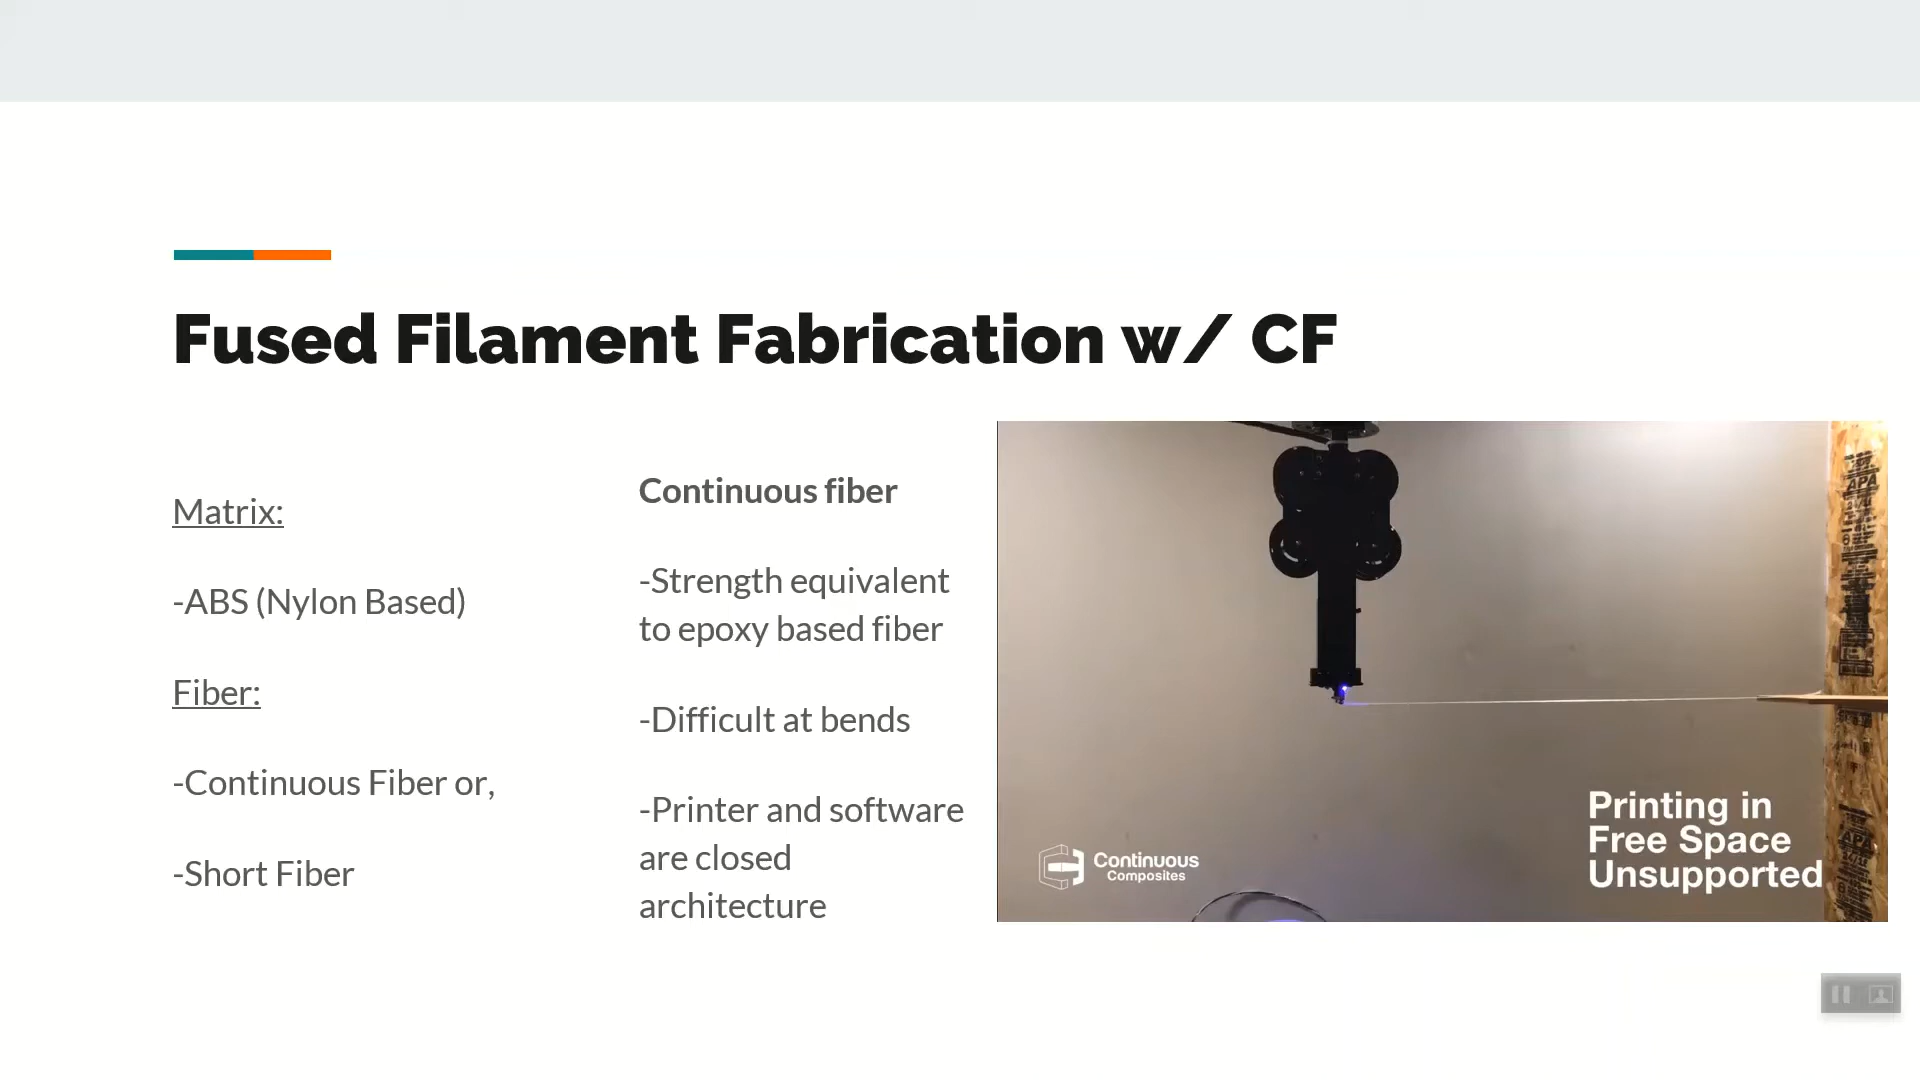 Fused Filament Fabrication w/ CF
Matrix:
-ABS (Nylon Based)
Fiber:
-Continuous Fiber or,
-Short Fiber
Continuous fiber
-Strength equivalent
to epoxy based fiber
-Difficult at bends
-Printer and software
are closed
architecture
APA
Continuous
Composites
Printing in
Free Space
Unsupported
APA